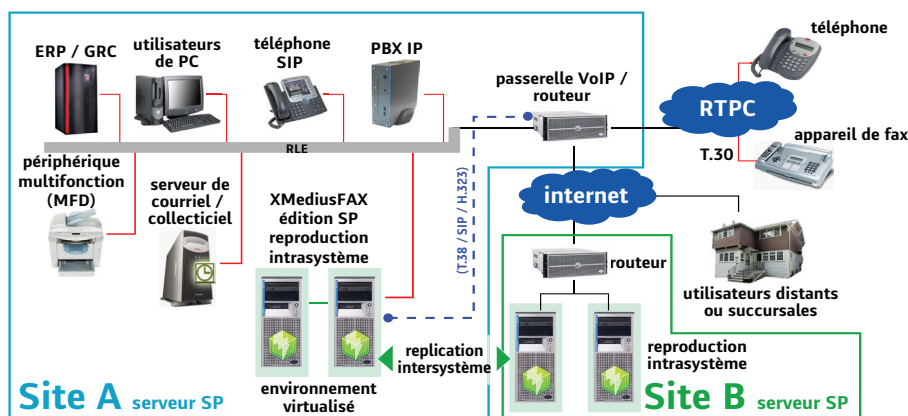 ERP / GRC
utilisateurs
de PC
téléphone
SIP
PBX IP
passerelle VoIP /
routeur
téléphone
RTPC
appareil de fax
T.30
RLE
périphérique
multifonction
(MFD)
serveur de
courriel /
collecticiel
XMediusFAX
édition SP
reproduction
intrasystème
(T.38 / SIP / H.323)
internet
routeur
utilisateurs distants
ou succursales
replication
intersystème
reproduction
intrasystème
environnement
virtualisé
Site A serveur SP
Site B serveur SP